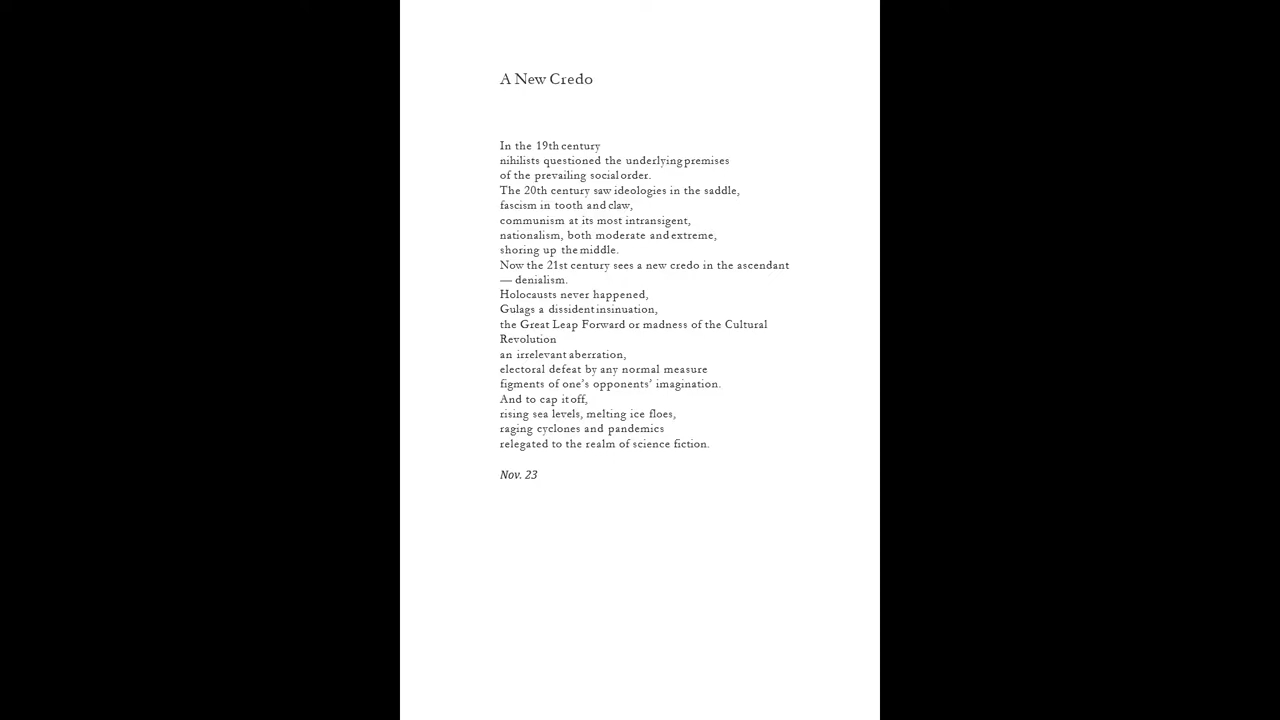 A New Credo
In the 19th century
nihilists questioned the underlying premises
of the prevailing social order.
The 20th century saw ideologies in the saddle,
fascism in tooth and claw,
communism at its most intransigent,
nationalism, both moderate and extreme,
shoring up the middle.
Now the 21st century sees a new credo in the ascendant
— denialism.
Holocausts never happened,
Gulags a dissident insinuation,
the Great Leap Forward or madness of the Cultural
Revolution
an irrelevant aberration,
electoral defeat by any normal measure
figments of one’s opponents’ imagination.
And to cap it off,
rising sea levels, melting ice floes,
raging cyclones and pandemics
relegated to the realm of science fiction.
Nov. 23